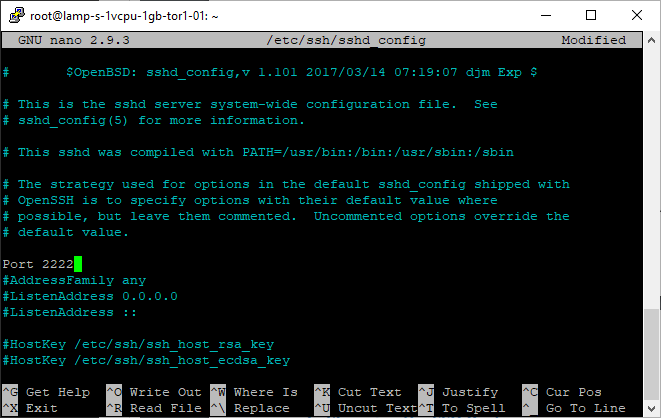 root@lamp-s-1vcpu-1gb-tor1-01: ~
GNU nano 2.9.3 /etc/ssh/sshd_config Modified
# $OpenBSD: sshd_config,v 1.101 2017/03/14 07:19:07 djm Exp $
# This is the sshd server system-wide configuration file.  See
# sshd_config(5) for more information.
# This sshd was compiled with PATH=/usr/bin:/bin:/usr/sbin:/sbin
# The strategy used for options in the default sshd_config shipped with
# OpenSSH is to specify options with their default value where
# possible, but leave them commented.  Uncommented options override the
# default value.
Port 2222
#AddressFamily any
#ListenAddress 0.0.0.0
#ListenAddress ::
#HostKey /etc/ssh/ssh_host_rsa_key
#HostKey /etc/ssh/ssh_host_ecdsa_key
^G Get Help ^O Write Out ^W Where Is ^K Cut Text ^J Justify ^C Cur Pos
^X Exit ^R Read File ^\ Replace ^U Uncut Text ^T To Spell ^_ Go To Line